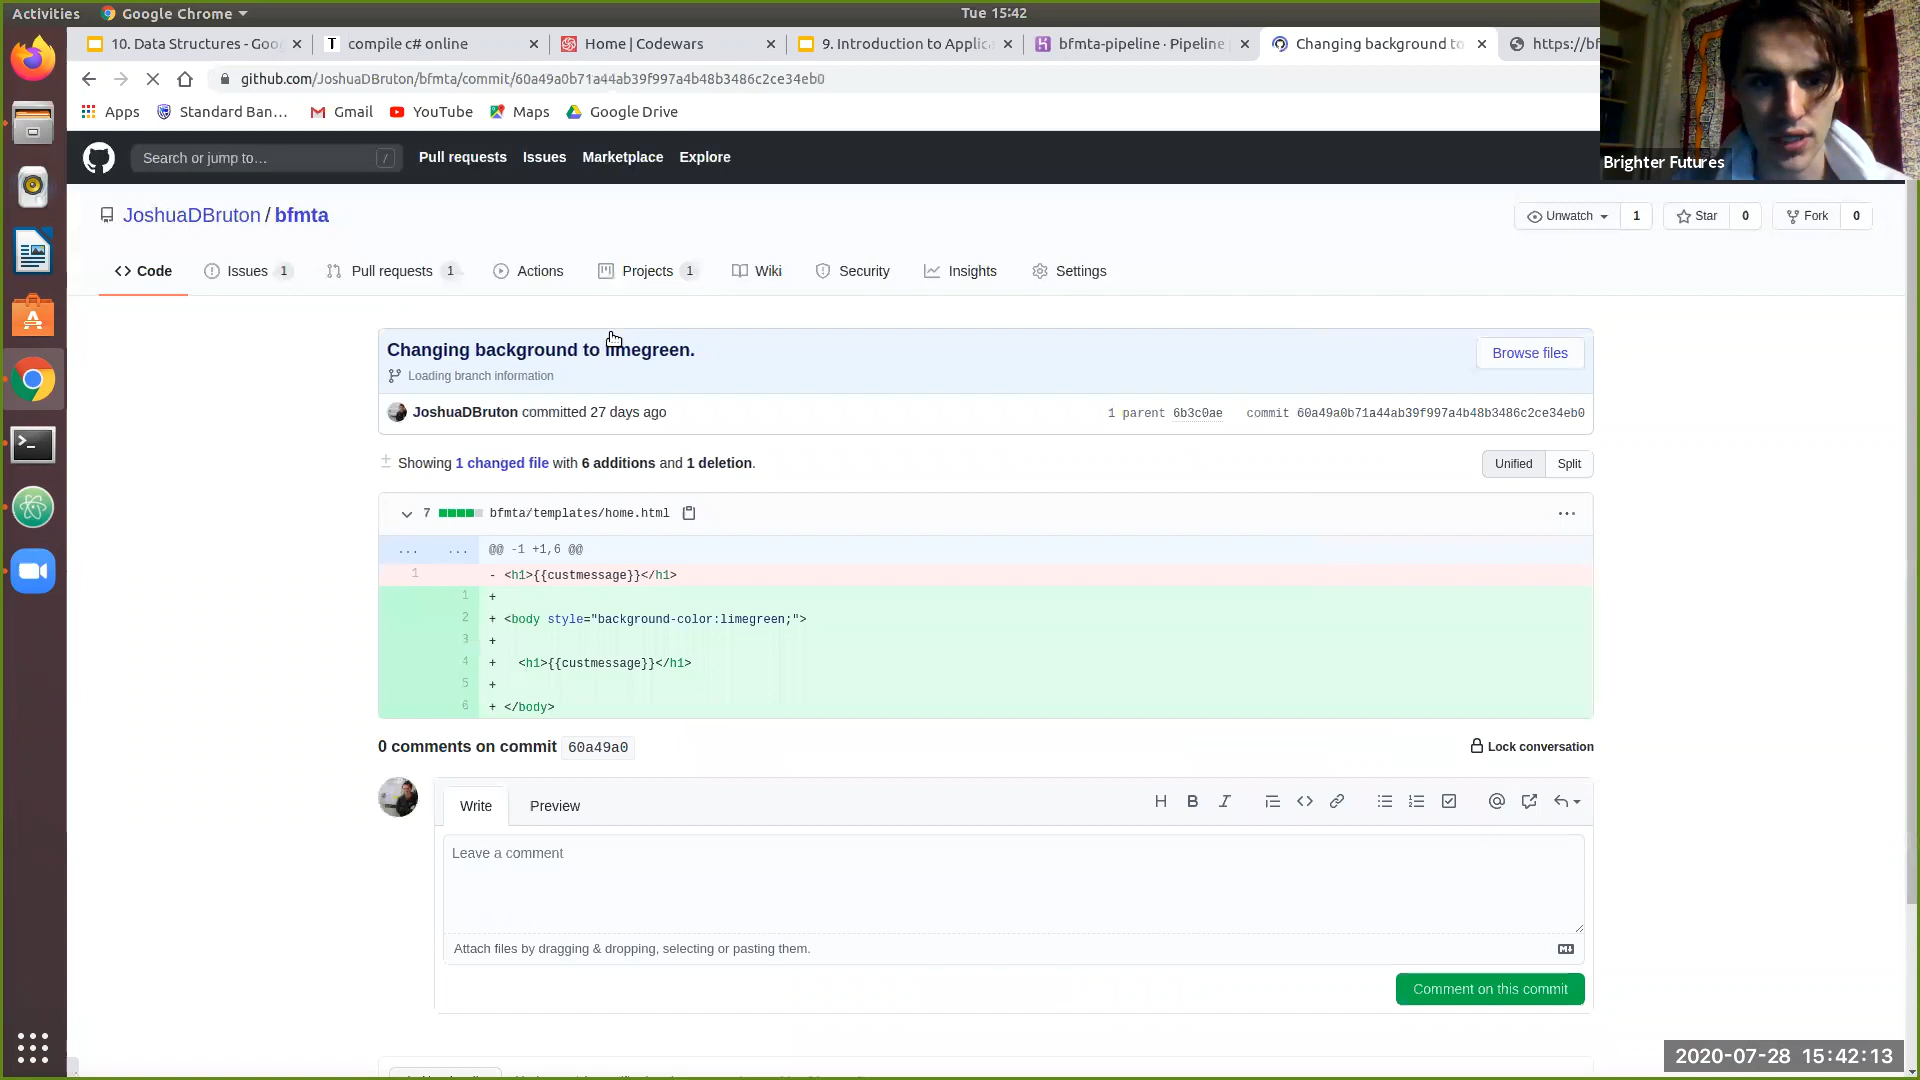 Activities Google Chrome Tue 15:42
10. Data Structures - Goo compile c# online Home | Codewars 9. Introduction to Applic bfmta-pipeline · Pipeline Changing background to https://bf
github.com/JoshuaDBruton/bfmta/commit/60a49a0b71a44ab39f997a4b48b3486c2ce34eb0
Apps Standard Ban... Gmail YouTube Maps Google Drive
Search or jump to... / Pull requests Issues Marketplace Explore
Brighter Futures
JoshuaDBruton / bfmta Unwatch 1 Star 0 Fork 0
<> Code Issues 1 Pull requests 1 Actions Projects 1 Wiki Security Insights Settings
Changing background to limegreen. Browse files
Loading branch information
JoshuaDBruton committed 27 days ago 1 parent 6b3c0ae commit 60a49a0b71a44ab39f997a4b48b3486c2ce34eb0
Showing 1 changed file with 6 additions and 1 deletion. Unified Split
7 bfmta/templates/home.html ...
... ... @@ -1 +1,6 @@
1 - <h1>{{custmessage}}</h1>
1 +
2 + <body style="background-color:limegreen;">
3 +
4 + <h1>{{custmessage}}</h1>
5 +
6 + </body>
0 comments on commit 60a49a0 Lock conversation
Write Preview
Leave a comment
Attach files by dragging & dropping, selecting or pasting them.
Comment on this commit
2020-07-28 15:42:13